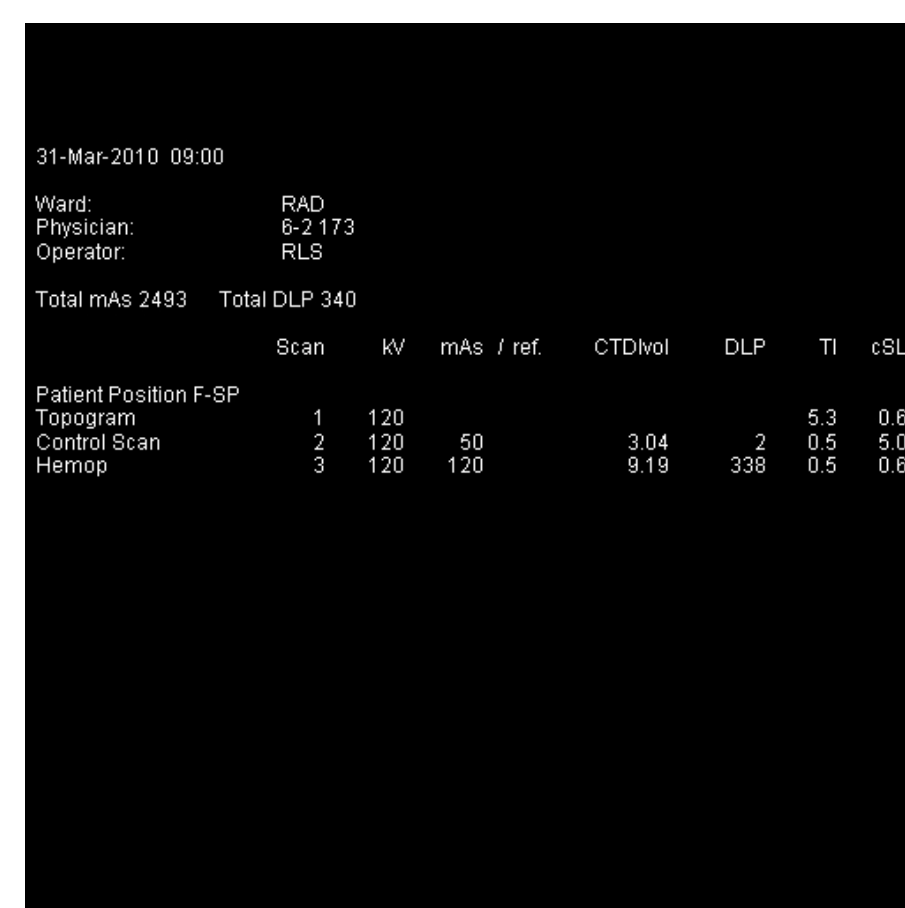 31-Mar-2010 09:00
Ward: RAD
Physician: 6-2 173
Operator: RLS
Total mAs 2493 Total DLP 340
Scan kV mAs / ref. CTDIvol DLP TI cSL
Patient Position F-SP
Topogram 1 120 5.3 0.6
Control Scan 2 120 50 3.04 2 0.5 5.0
Hemop 3 120 120 9.19 338 0.5 0.6